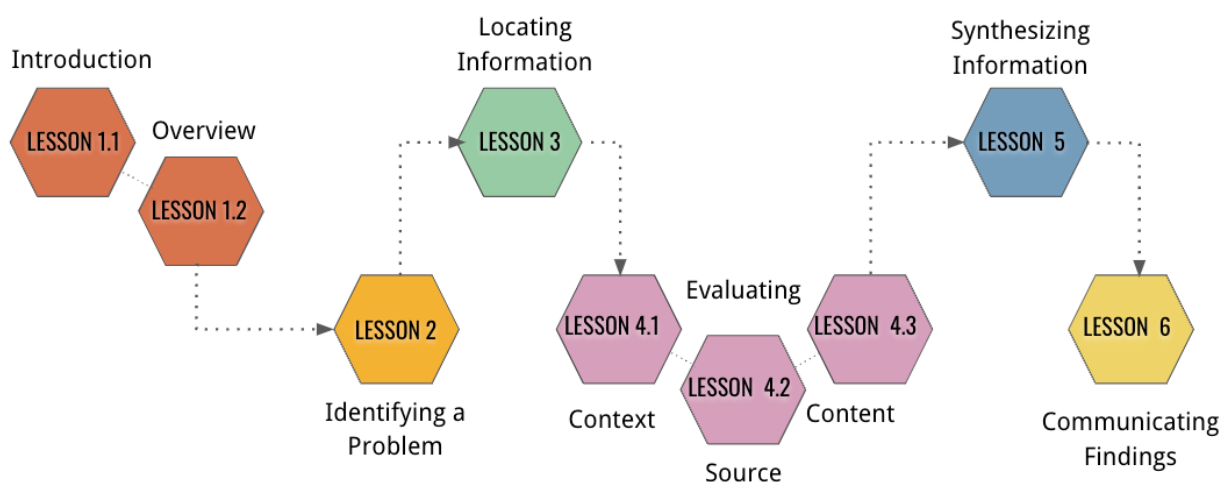 Introduction
LESSON 1.1
Overview
LESSON 1.2
LESSON 2
Identifying a
Problem
Locating
Information
LESSON 3
LESSON 4.1
Context
Evaluating
LESSON 4.2
Source
LESSON 4.3
Content
Synthesizing
Information
LESSON 5
LESSON 6
Communicating
Findings